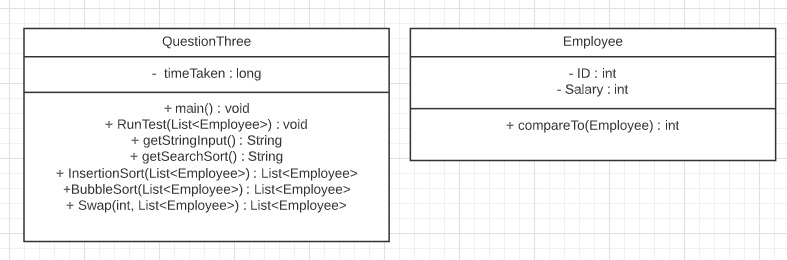 QuestionThree
- timeTaken : long
+ main() : void
+ RunTest(List<Employee>) : void
+ getStringInput() : String
+ getSearchSort() : String
+ InsertionSort(List<Employee>) : List<Employee>
+BubbleSort(List<Employee>) : List<Employee>
+ Swap(int, List<Employee>) : List<Employee>
Employee
- ID : int
- Salary : int
+ compareTo(Employee) : int